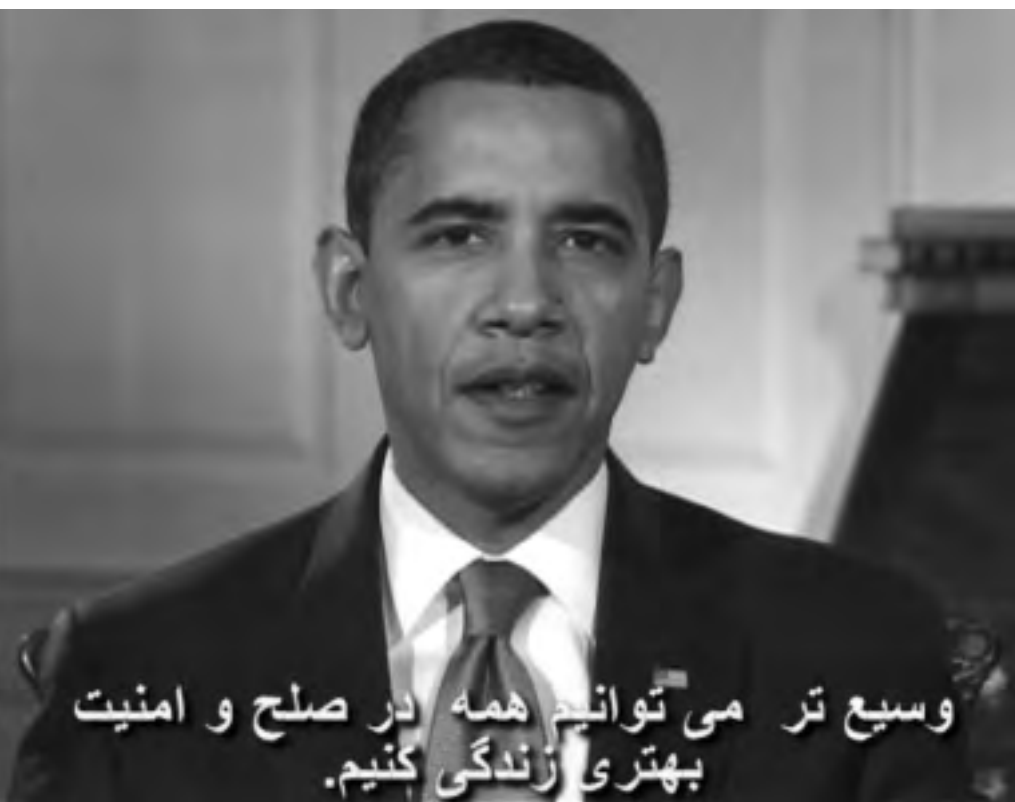 وسیع تر می توانیم همه در صلح و امنیت
بهتری زندگی کنیم.